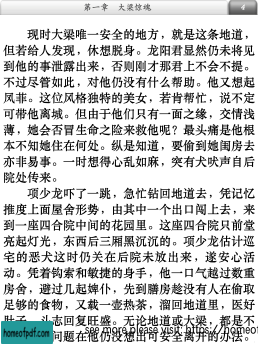 第一章 大梁惊魂
4
现时大梁唯一安全的地方，就是这条地道，
但若给人发现，休想脱身。龙阳君显然仍未将见
到他的事泄露出来，否则刚才那君上不会不提。
不过尽管如此，对他仍没有什么帮助。他又想起
凤菲。这位风格独特的美女，若肯帮忙，说不定
可带他离城。但由于他们只有一面之缘，交情浅
薄，她会否冒生命之险来救他呢？最头痛是他根
本不知她住在何处。纵是知道，要偷到她闺房去
亦非易事。一时想得心乱如麻，突有犬吠声自后
院处传来。
项少龙吓了一跳，急忙钻回地道去，凭记忆
推度上面屋舍形势，由其中一个出口闯上去，来
到一座四合院中间的花园里。这座四合院只前堂
亮起灯光，东西后三厢黑沉沉的。项少龙估计巡
宅的恶犬这时仍关在后院未放出来，遂安心活
动。凭着钩索和敏捷的身手，他一口气越过数重
房舍，避过几起婢仆，先到膳房趁没有人在偷取
足够的食物，又载一壶热茶，溜回地道里，医好
肚子，斗志回复旺盛。无论地道或大梁，都是不
问题在他仍没想出可安全离开的办法。
homeofpdf.com
see more please visit: https://homeof